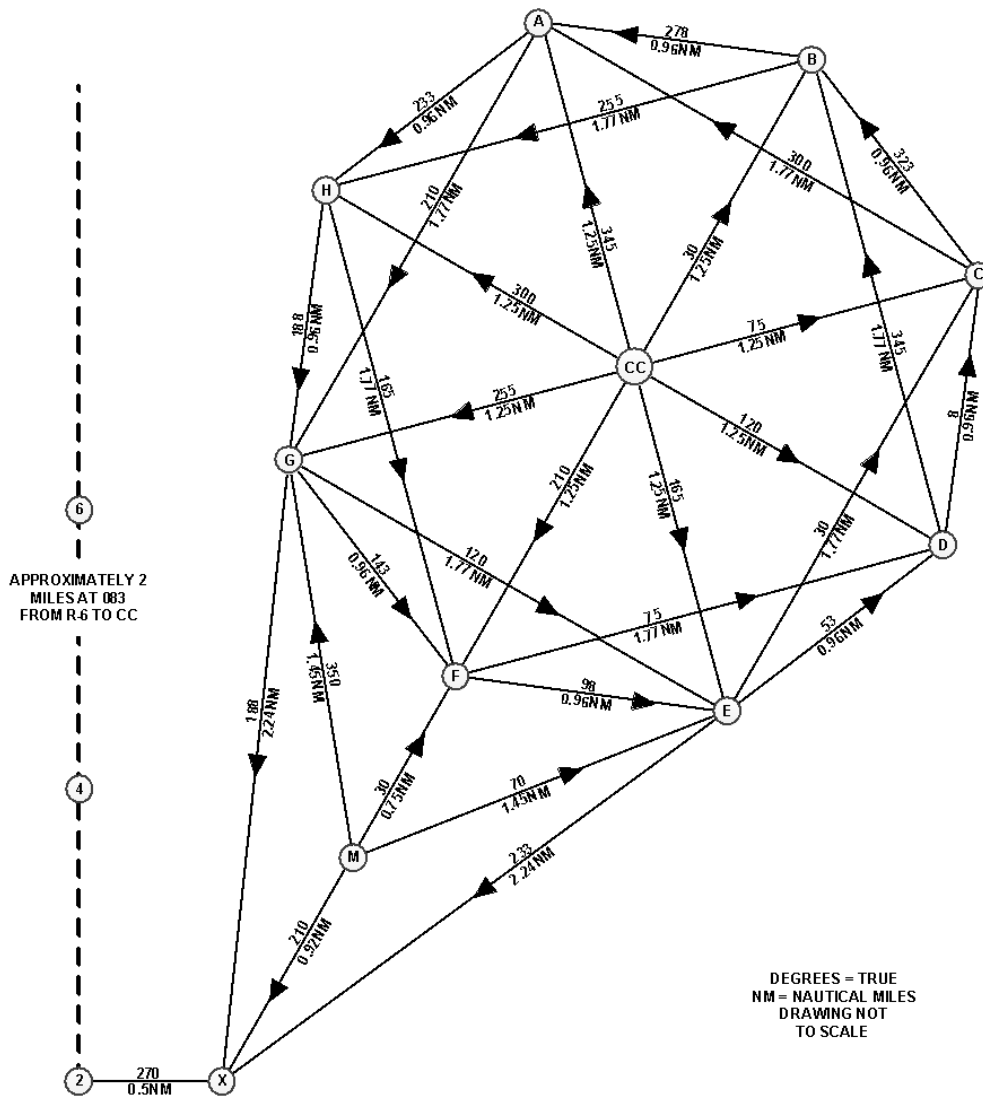 A
278
0.96NM
B
233
0.96NM
255
1.77NM
300
1.77NM
323
0.96NM
H
210
1.77NM
345
1.25NM
30
1.25NM
C
188
0.96NM
300
1.25NM
75
1.25NM
345
1.77NM
165
1.77NM
CC
255
1.25NM
120
1.25NM
8
0.96NM
G
210
1.25NM
165
1.25NM
6
D
APPROXIMATELY 2
MILES AT 083
FROM R-6 TO CC
143
0.96NM
120
1.77NM
30
1.77NM
75
1.77NM
53
0.96NM
F
98
0.96NM
E
188
2.24NM
350
1.45NM
4
30
0.75NM
70
1.45NM
M
233
2.24NM
210
0.92NM
DEGREES = TRUE
NM = NAUTICAL MILES
DRAWING NOT
TO SCALE
2
270
0.5NM
X